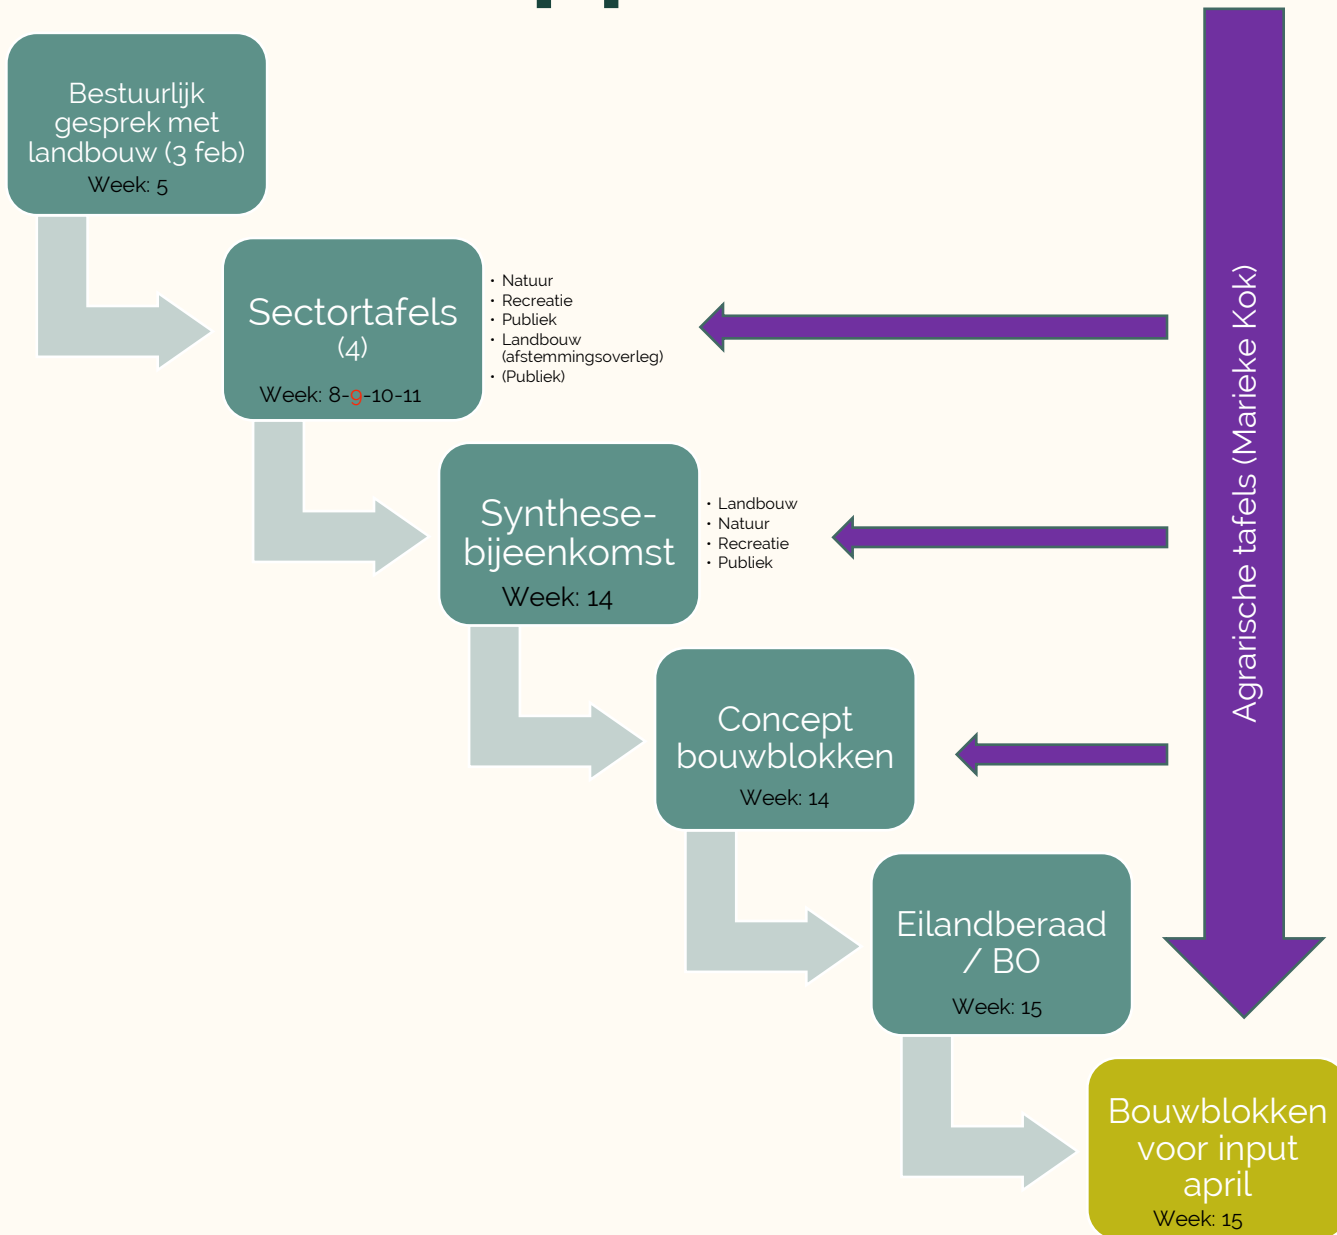 Bestuurlijk
gesprek met
landbouw (3 feb)
Week: 5
Sectortafels
(4)
Week: 8-9-10-11
• Natuur
• Recreatie
• Publiek
• Landbouw
(afstemmingsoverleg)
• (Publiek)
Synthese-
bijeenkomst
Week: 14
• Landbouw
• Natuur
• Recreatie
• Publiek
Concept
bouwblokken
Week: 14
Eilandberaad
/ BO
Week: 15
Bouwblokken
voor input
april
Week: 15
Agrarische tafels (Marieke Kok)